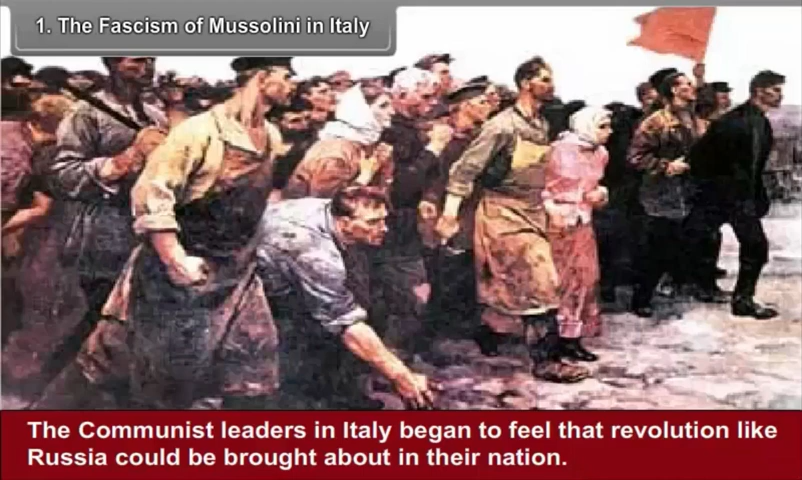 1. The Fascism of Mussolini in Italy
The Communist leaders in Italy began to feel that revolution like
Russia could be brought about in their nation.